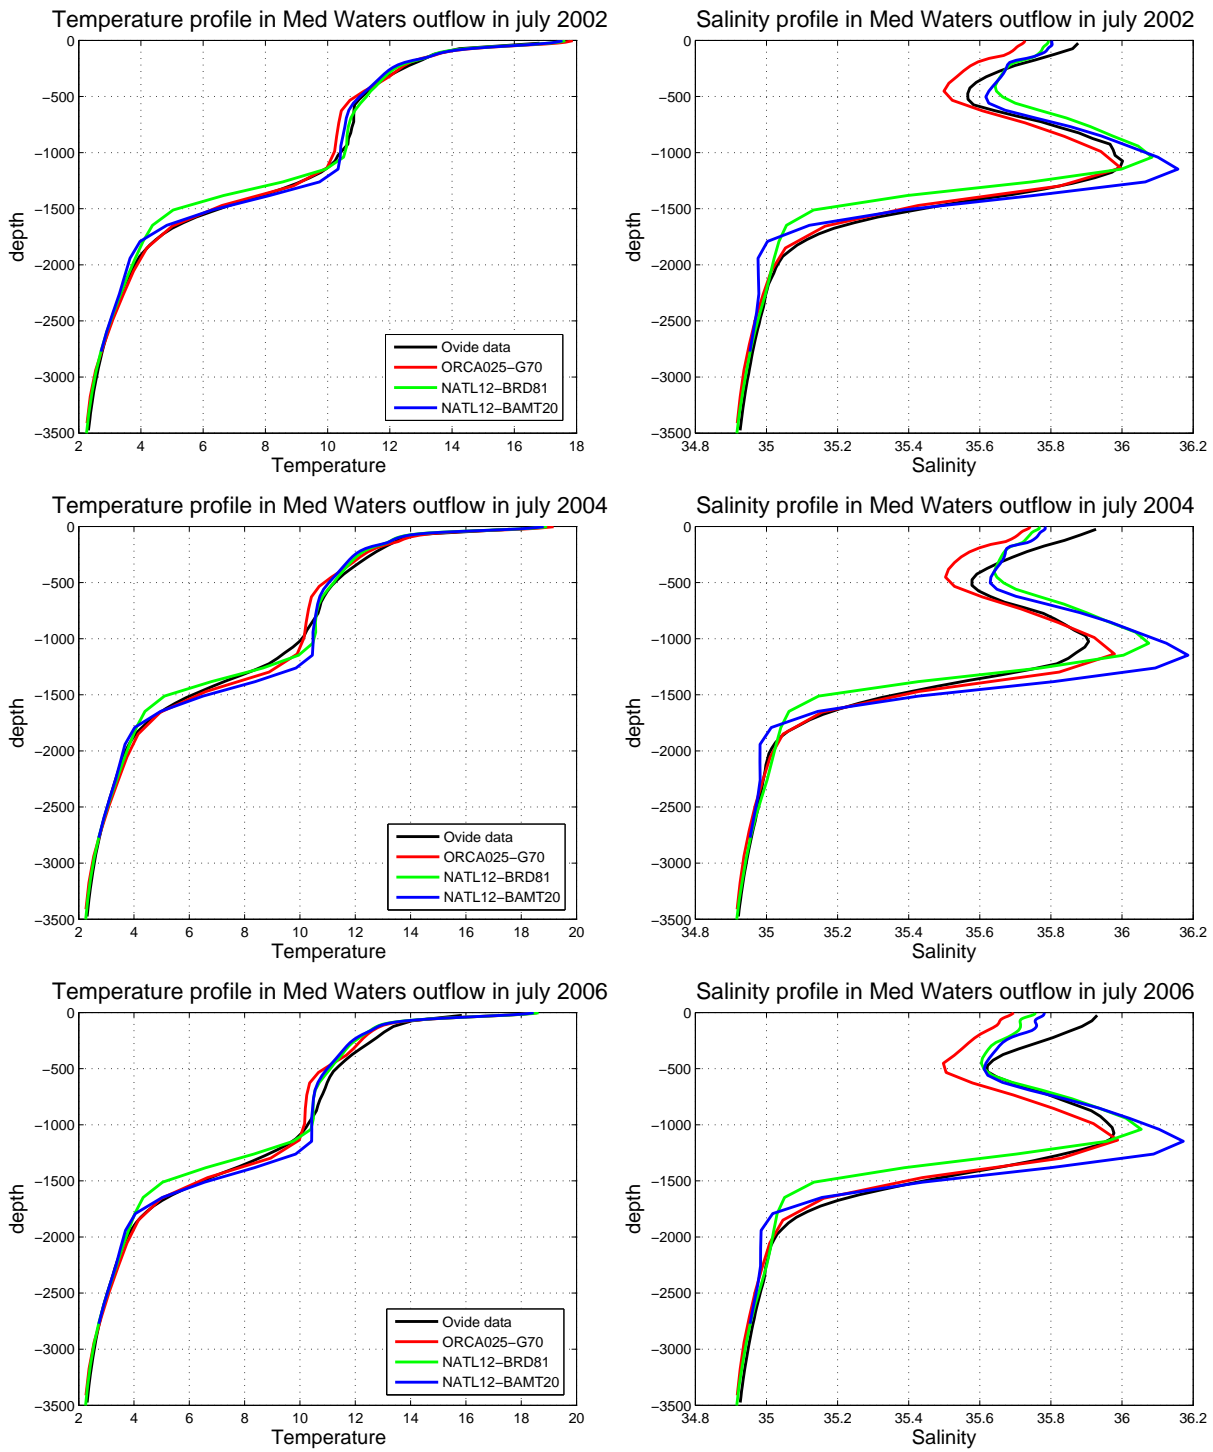 Temperature profile in Med Waters outflow in july 2002
0
−500
−1000
−1500
−2000
−2500
−3000
−3500
depth
2 4 6 8 10 12 14 16 18
Temperature
Ovide data
ORCA025−G70
NATL12−BRD81
NATL12−BAMT20
Salinity profile in Med Waters outflow in july 2002
0
−500
−1000
−1500
−2000
−2500
−3000
−3500
depth
34.8 35 35.2 35.4 35.6 35.8 36 36.2
Salinity
Temperature profile in Med Waters outflow in july 2004
0
−500
−1000
−1500
−2000
−2500
−3000
−3500
depth
2 4 6 8 10 12 14 16 18 20
Temperature
Ovide data
ORCA025−G70
NATL12−BRD81
NATL12−BAMT20
Salinity profile in Med Waters outflow in july 2004
0
−500
−1000
−1500
−2000
−2500
−3000
−3500
depth
34.8 35 35.2 35.4 35.6 35.8 36 36.2
Salinity
Temperature profile in Med Waters outflow in july 2006
0
−500
−1000
−1500
−2000
−2500
−3000
−3500
depth
2 4 6 8 10 12 14 16 18 20
Temperature
Ovide data
ORCA025−G70
NATL12−BRD81
NATL12−BAMT20
Salinity profile in Med Waters outflow in july 2006
0
−500
−1000
−1500
−2000
−2500
−3000
−3500
depth
34.8 35 35.2 35.4 35.6 35.8 36 36.2
Salinity